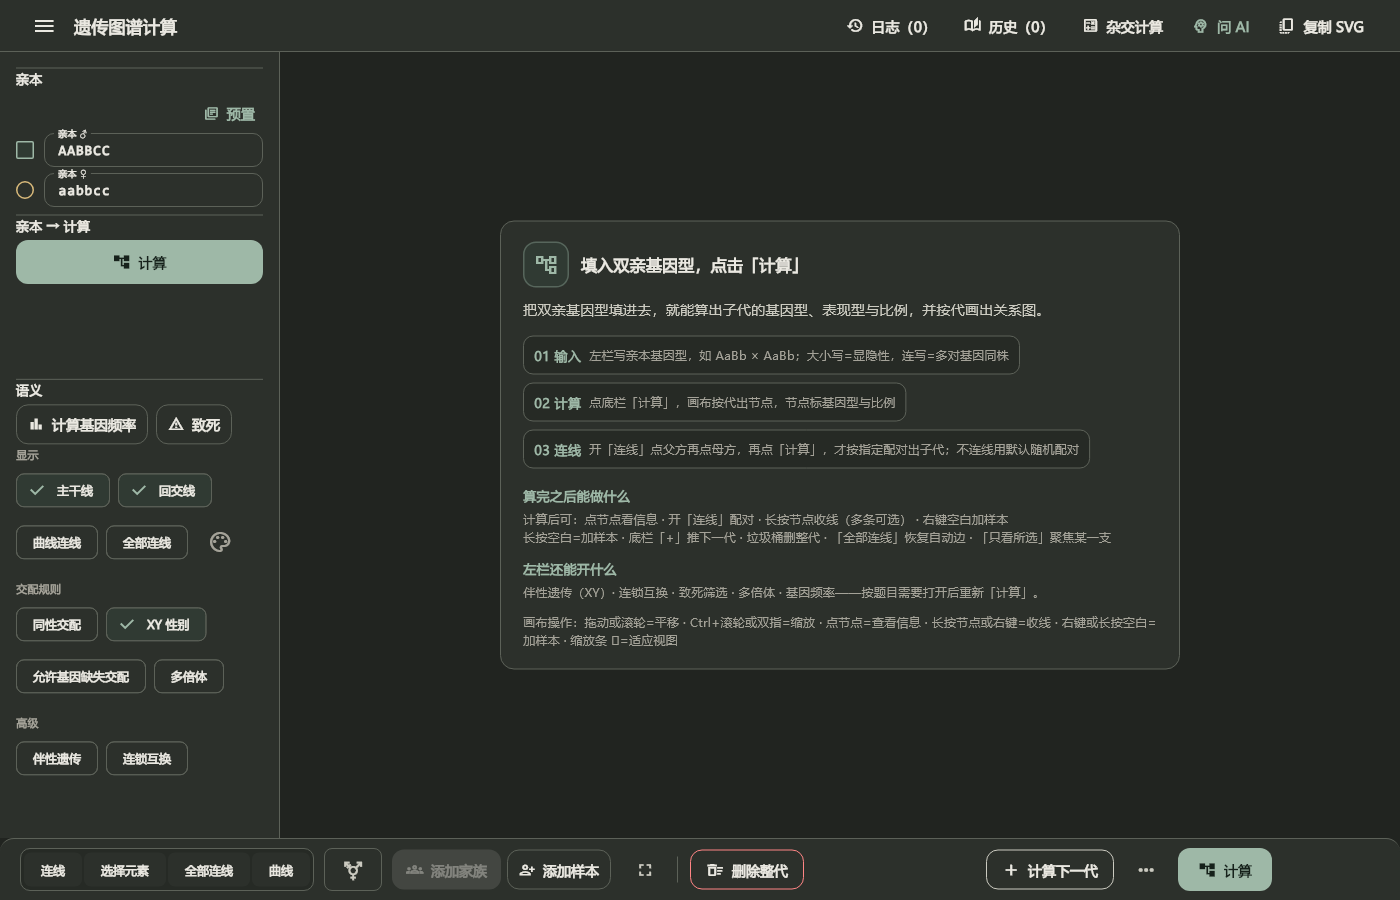 遗传图谱计算
日志（0）
历史（0）
杂交计算
问 AI
复制 SVG
亲本
预置
亲本♂
AABBCC
亲本♀
aabbcc
亲本 → 计算
计算
语义
计算基因频率
致死
显示
主干线
回交线
曲线连线
全部连线
交配规则
同性交配
XY 性别
允许基因缺失交配
多倍体
高级
伴性遗传
连锁互换
填入双亲基因型，点击「计算」
把双亲基因型填进去，就能算出子代的基因型、表现型与比例，并按代画出关系图。
01 输入 左栏写亲本基因型，如 AaBb × AaBb；大小写=显隐性，连写=多对基因同株
02 计算 点底栏「计算」，画布按代出节点，节点标基因型与比例
03 连线 开「连线」点父方再点母方，再点「计算」，才按指定配对出子代；不连线用默认随机配对
算完之后能做什么
计算后可：点节点看信息 · 开「连线」配对 · 长按节点收线（多条可选） · 右键空白加样本
长按空白=加样本 · 底栏「+」推下一代 · 垃圾桶删整代 · 「全部连线」恢复自动边 · 「只看所选」聚焦某一支
左栏还能开什么
伴性遗传（XY）· 连锁互换 · 致死筛选 · 多倍体 · 基因频率——按题目需要打开后重新「计算」。
画布操作：拖动或滚轮=平移 · Ctrl+滚轮或双指=缩放 · 点节点=查看信息 · 长按节点或右键=收线 · 右键或长按空白=
加样本 · 缩放条 ▯=适应视图
连线
选择元素
全部连线
曲线
添加家族
添加样本
删除整代
计算下一代
计算